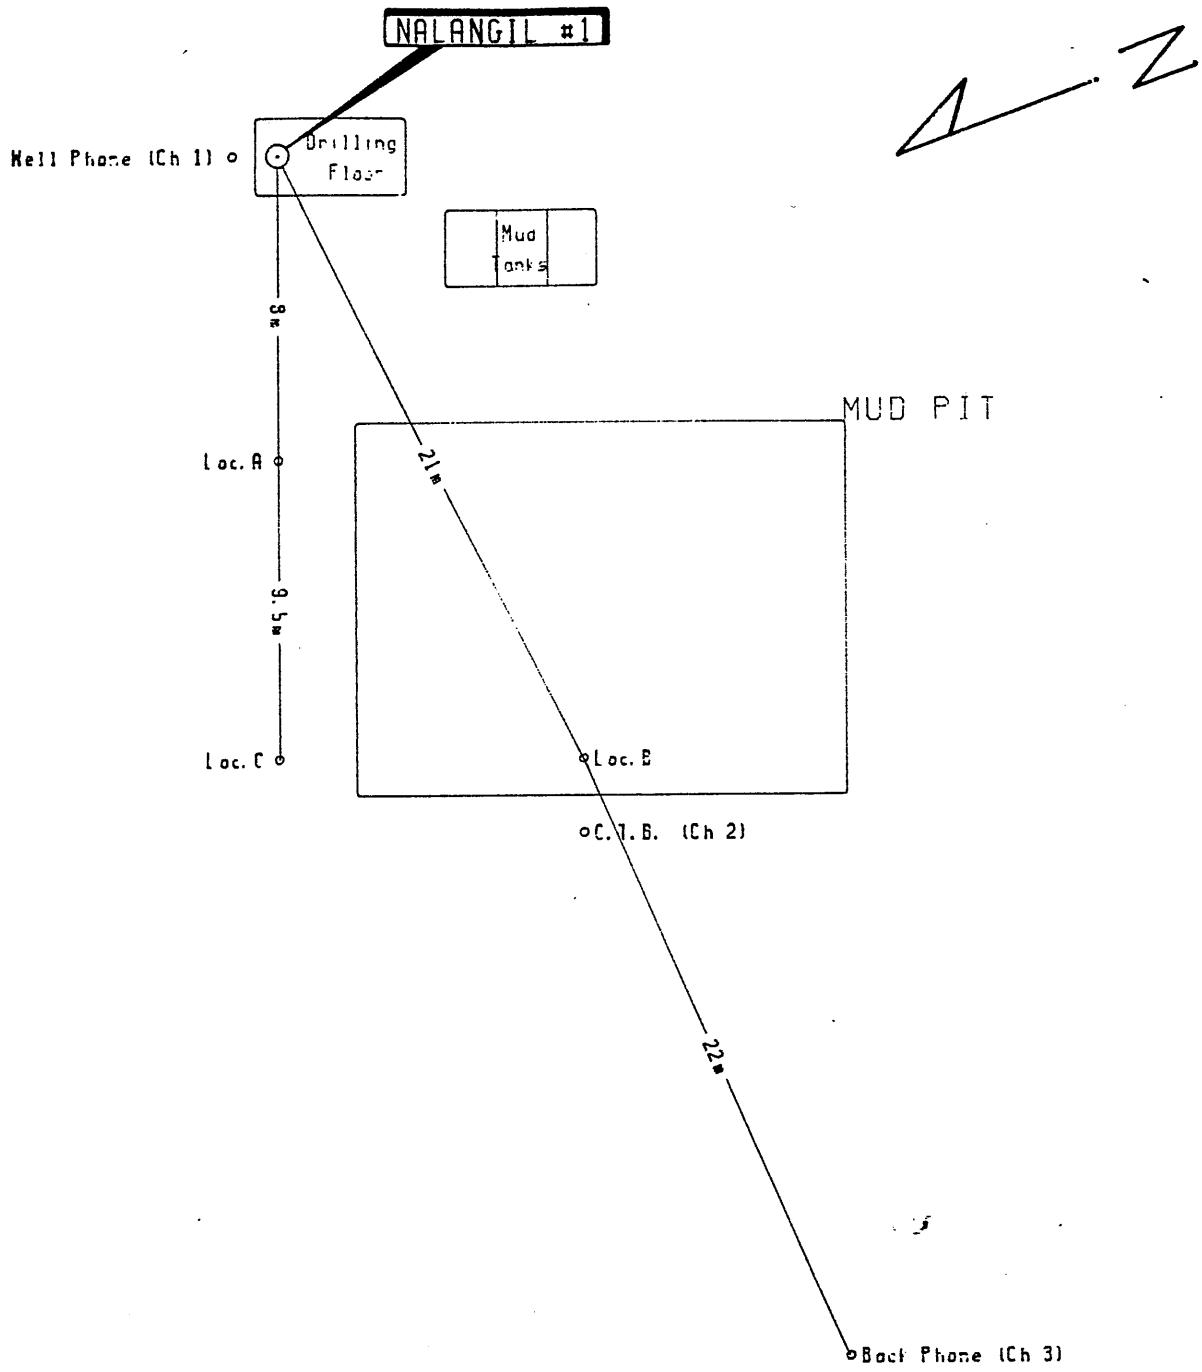 NALANGIL #1
N
Well Phone (Ch 1)
Drilling
Floor
Mud
Tanks
8m
MUD PIT
Loc. A
21m
9.5m
Loc. C
Loc. B
C.T.B. (Ch 2)
22m
Back Phone (Ch 3)